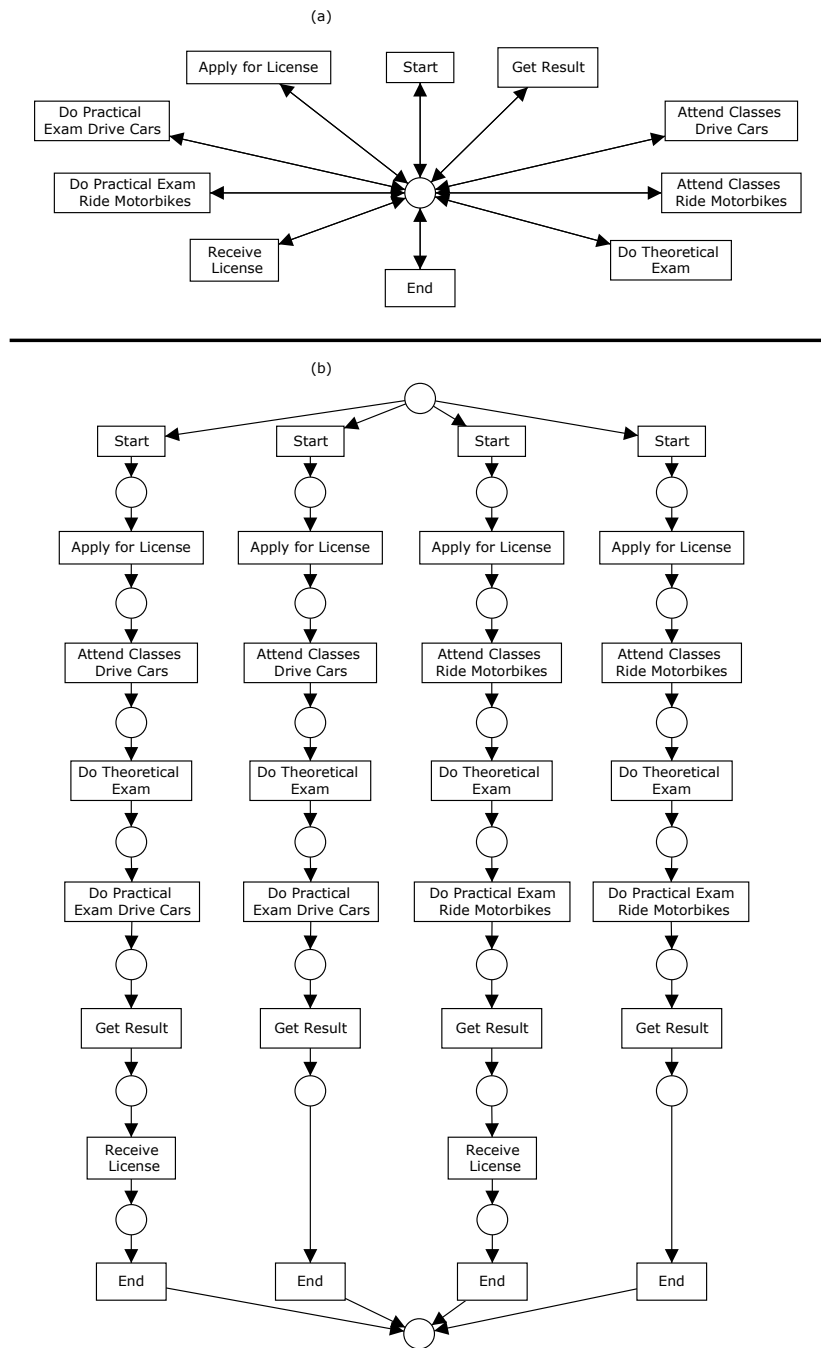 (a)
Apply for License
Start
Get Result
Do Practical
Exam Drive Cars
Attend Classes
Drive Cars
Do Practical Exam
Ride Motorbikes
Attend Classes
Ride Motorbikes
Receive
License
Do Theoretical
Exam
End
(b)
Start
Start
Start
Start
Apply for License
Apply for License
Apply for License
Apply for License
Attend Classes
Drive Cars
Attend Classes
Drive Cars
Attend Classes
Ride Motorbikes
Attend Classes
Ride Motorbikes
Do Theoretical
Exam
Do Theoretical
Exam
Do Theoretical
Exam
Do Theoretical
Exam
Do Practical
Exam Drive Cars
Do Practical
Exam Drive Cars
Do Practical Exam
Ride Motorbikes
Do Practical Exam
Ride Motorbikes
Get Result
Get Result
Get Result
Get Result
Receive
License
Receive
License
End
End
End
End